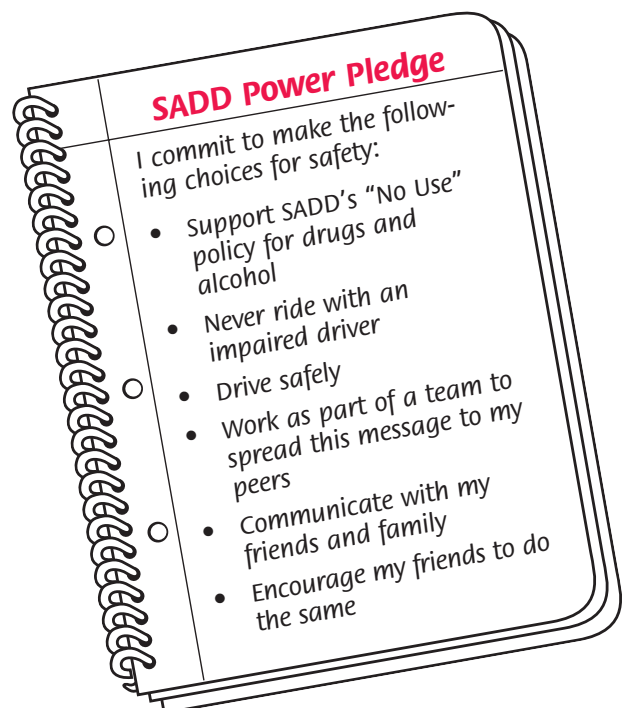 SADD Power Pledge
I commit to make the follow-
ing choices for safety:
• Support SADD's “No Use”
policy for drugs and
alcohol
• Never ride with an
impaired driver
• Drive safely
• Work as part of a team to
spread this message to my
peers
• Communicate with my
friends and family
• Encourage my friends to do
the same